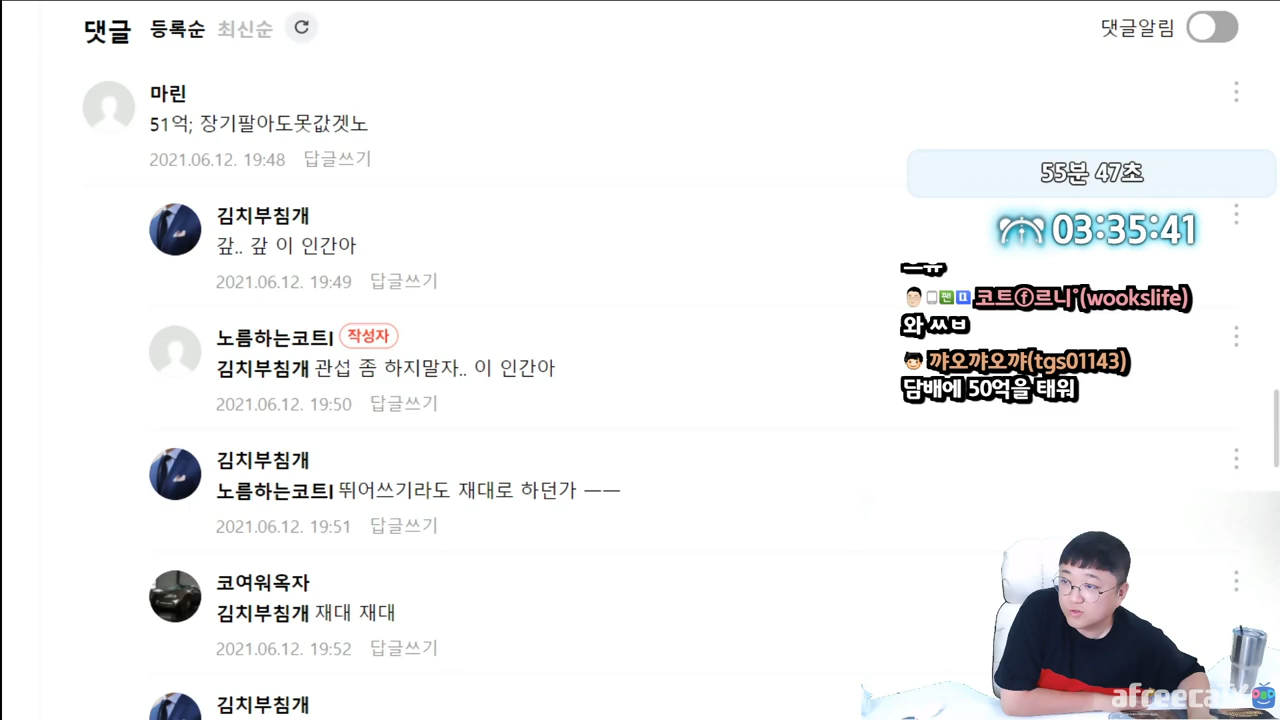 댓글 등록순 최신순
댓글알림
마린
51억; 장기팔아도못값겟노
2021.06.12. 19:48 답글쓰기
김치부침개
갚.. 갚 이 인간아
2021.06.12. 19:49 답글쓰기
노름하는코트I 작성자
김치부침개 관섭 좀 하지말자.. 이 인간아
2021.06.12. 19:50 답글쓰기
김치부침개
노름하는코트I 뛰어쓰기라도 재대로 하던가 ㅡㅡ
2021.06.12. 19:51 답글쓰기
코여워옥자
김치부침개 재대 재대
2021.06.12. 19:52 답글쓰기
김치부침개
55분 47초
03:35:41
팬
코트ⓕ르니˚(wookslife)
와 ㅆㅂ
꺄오꺄오꺄(tgs01143)
담배에 50억을 태워